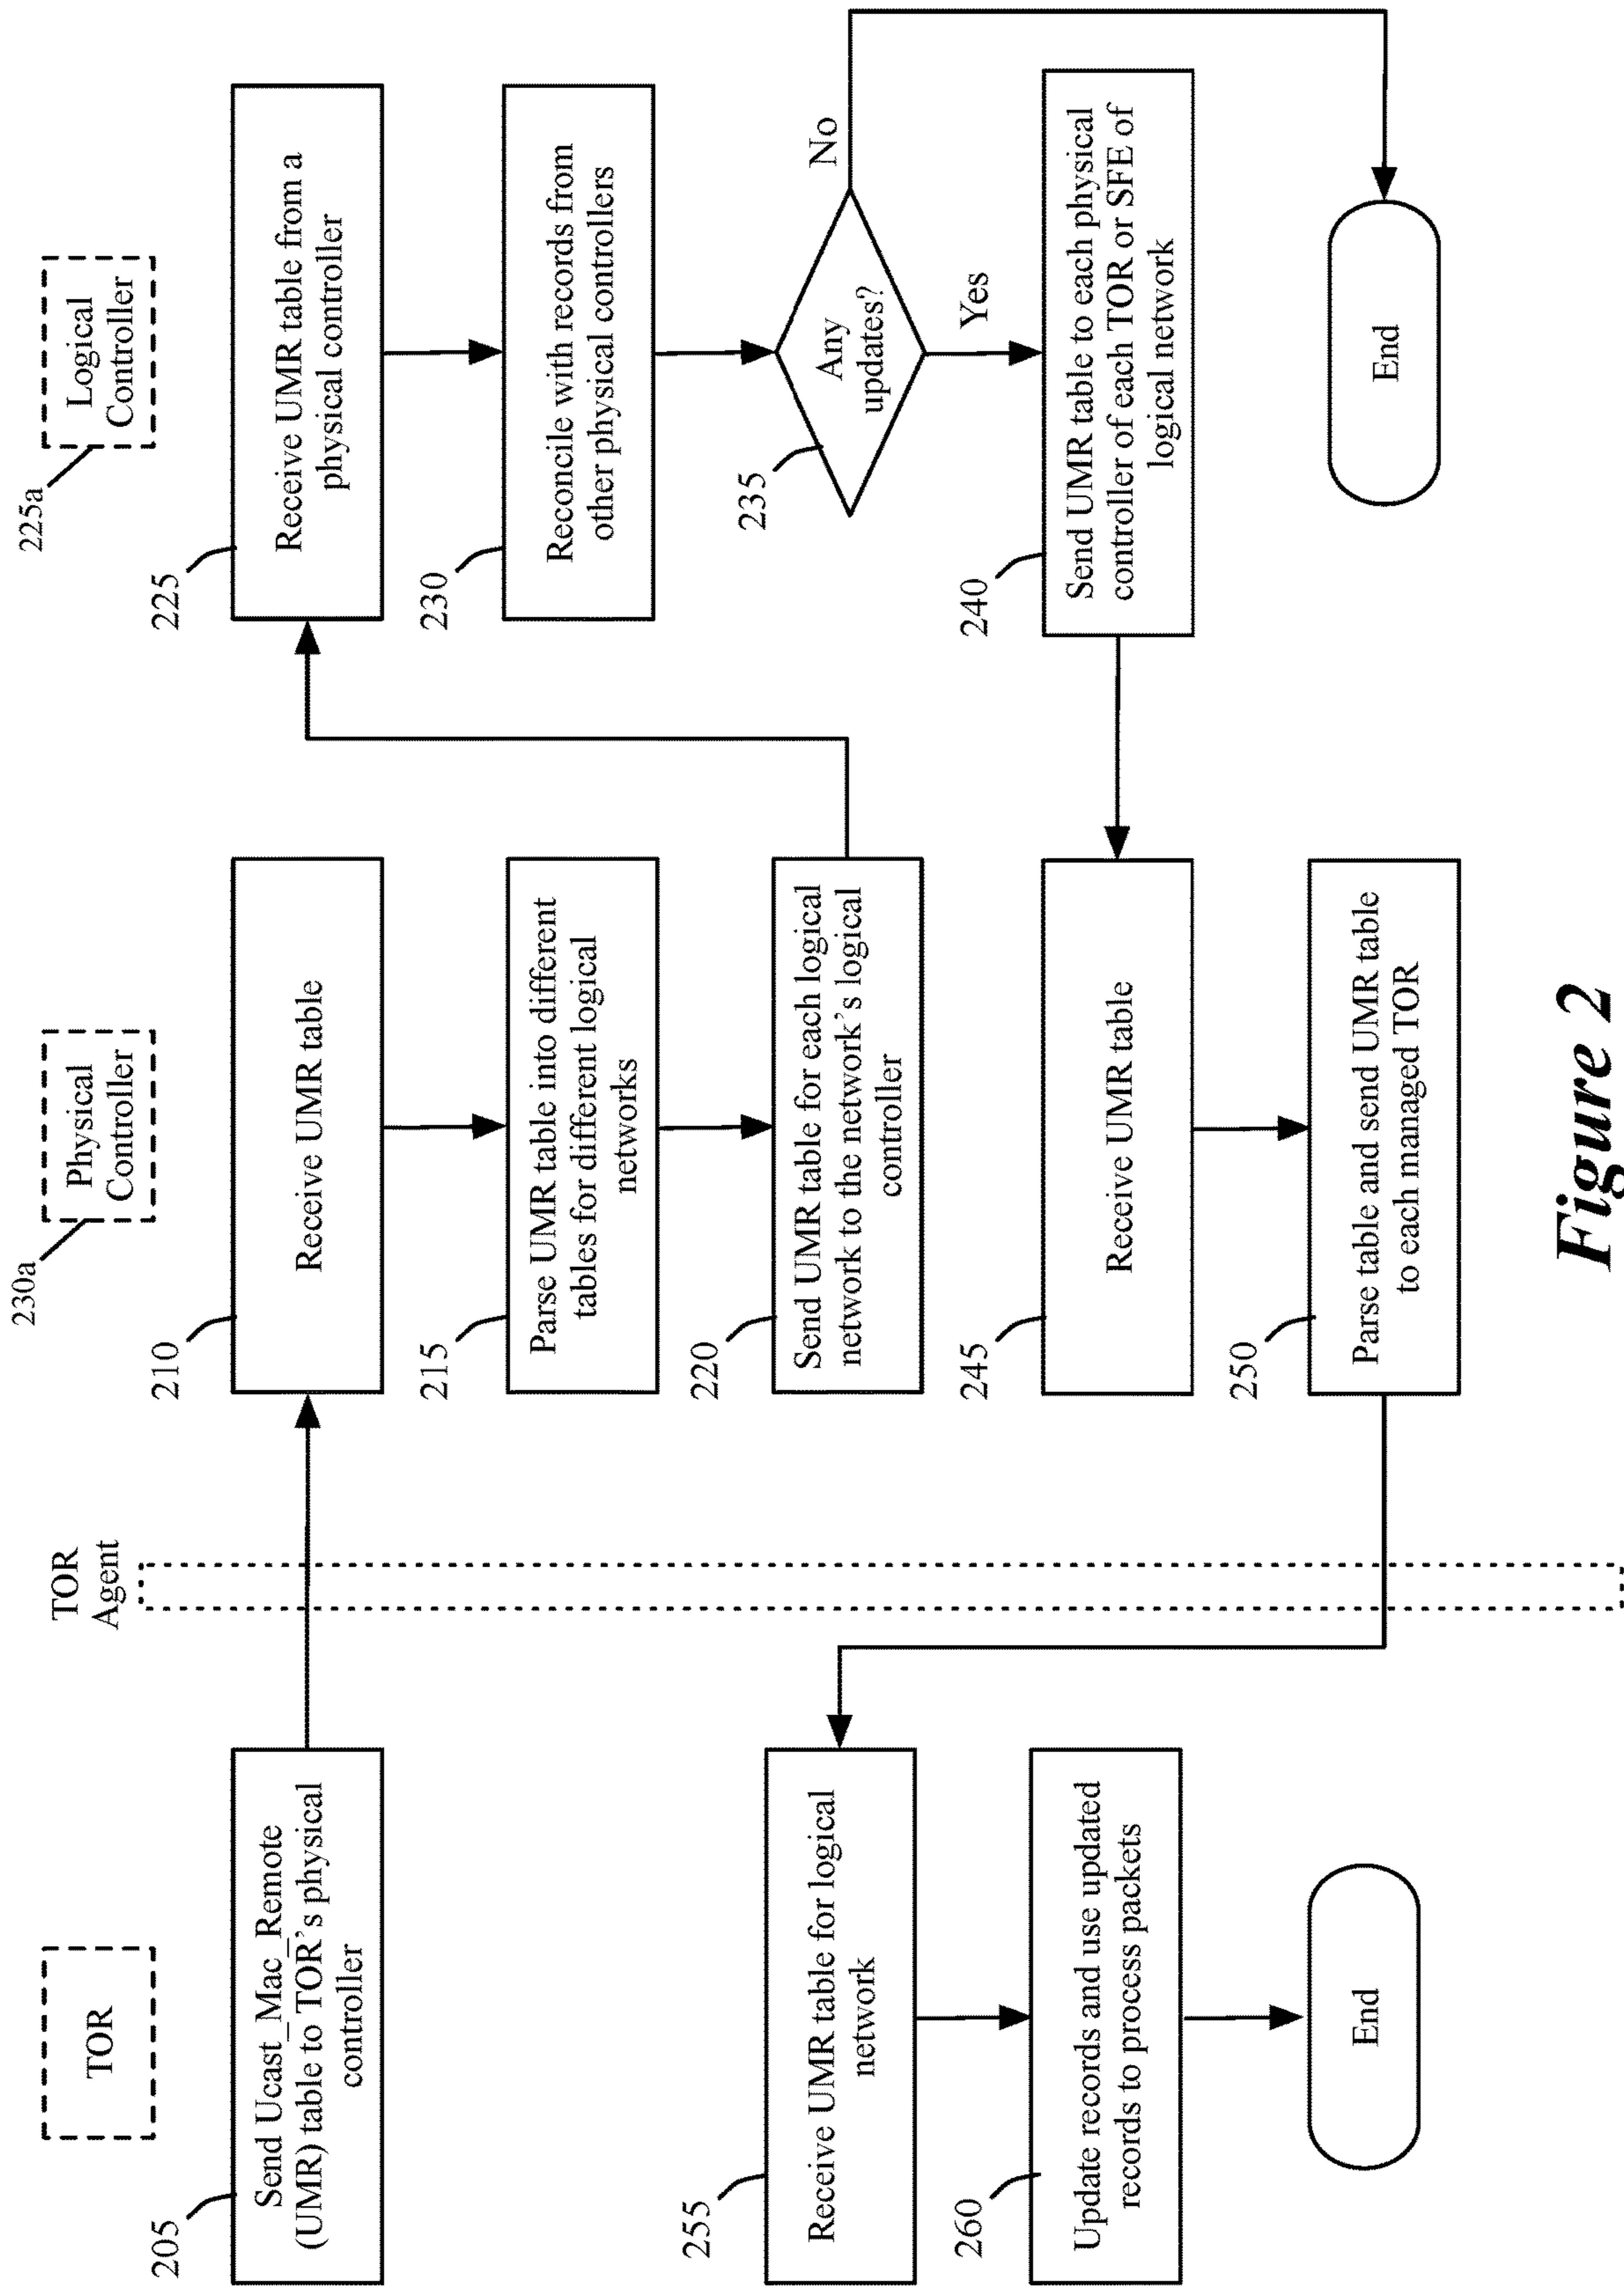 TOR
TOR
Agent
230a
Physical
Controller
225a
Logical
Controller
205
Send Ucast_Mac_Remote
(UMR) table to TOR's physical
controller
210
Receive UMR table
215
Parse UMR table into different
tables for different logical
networks
220
Send UMR table for each logical
network to the network's logical
controller
225
Receive UMR table from a
physical controller
230
Reconcile with records from
other physical controllers
235
Any
updates?
No
Yes
240
Send UMR table to each physical
controller of each TOR or SFE of
logical network
End
245
Receive UMR table
250
Parse table and send UMR table
to each managed TOR
255
Receive UMR table for logical
network
260
Update records and use updated
records to process packets
End
Figure 2